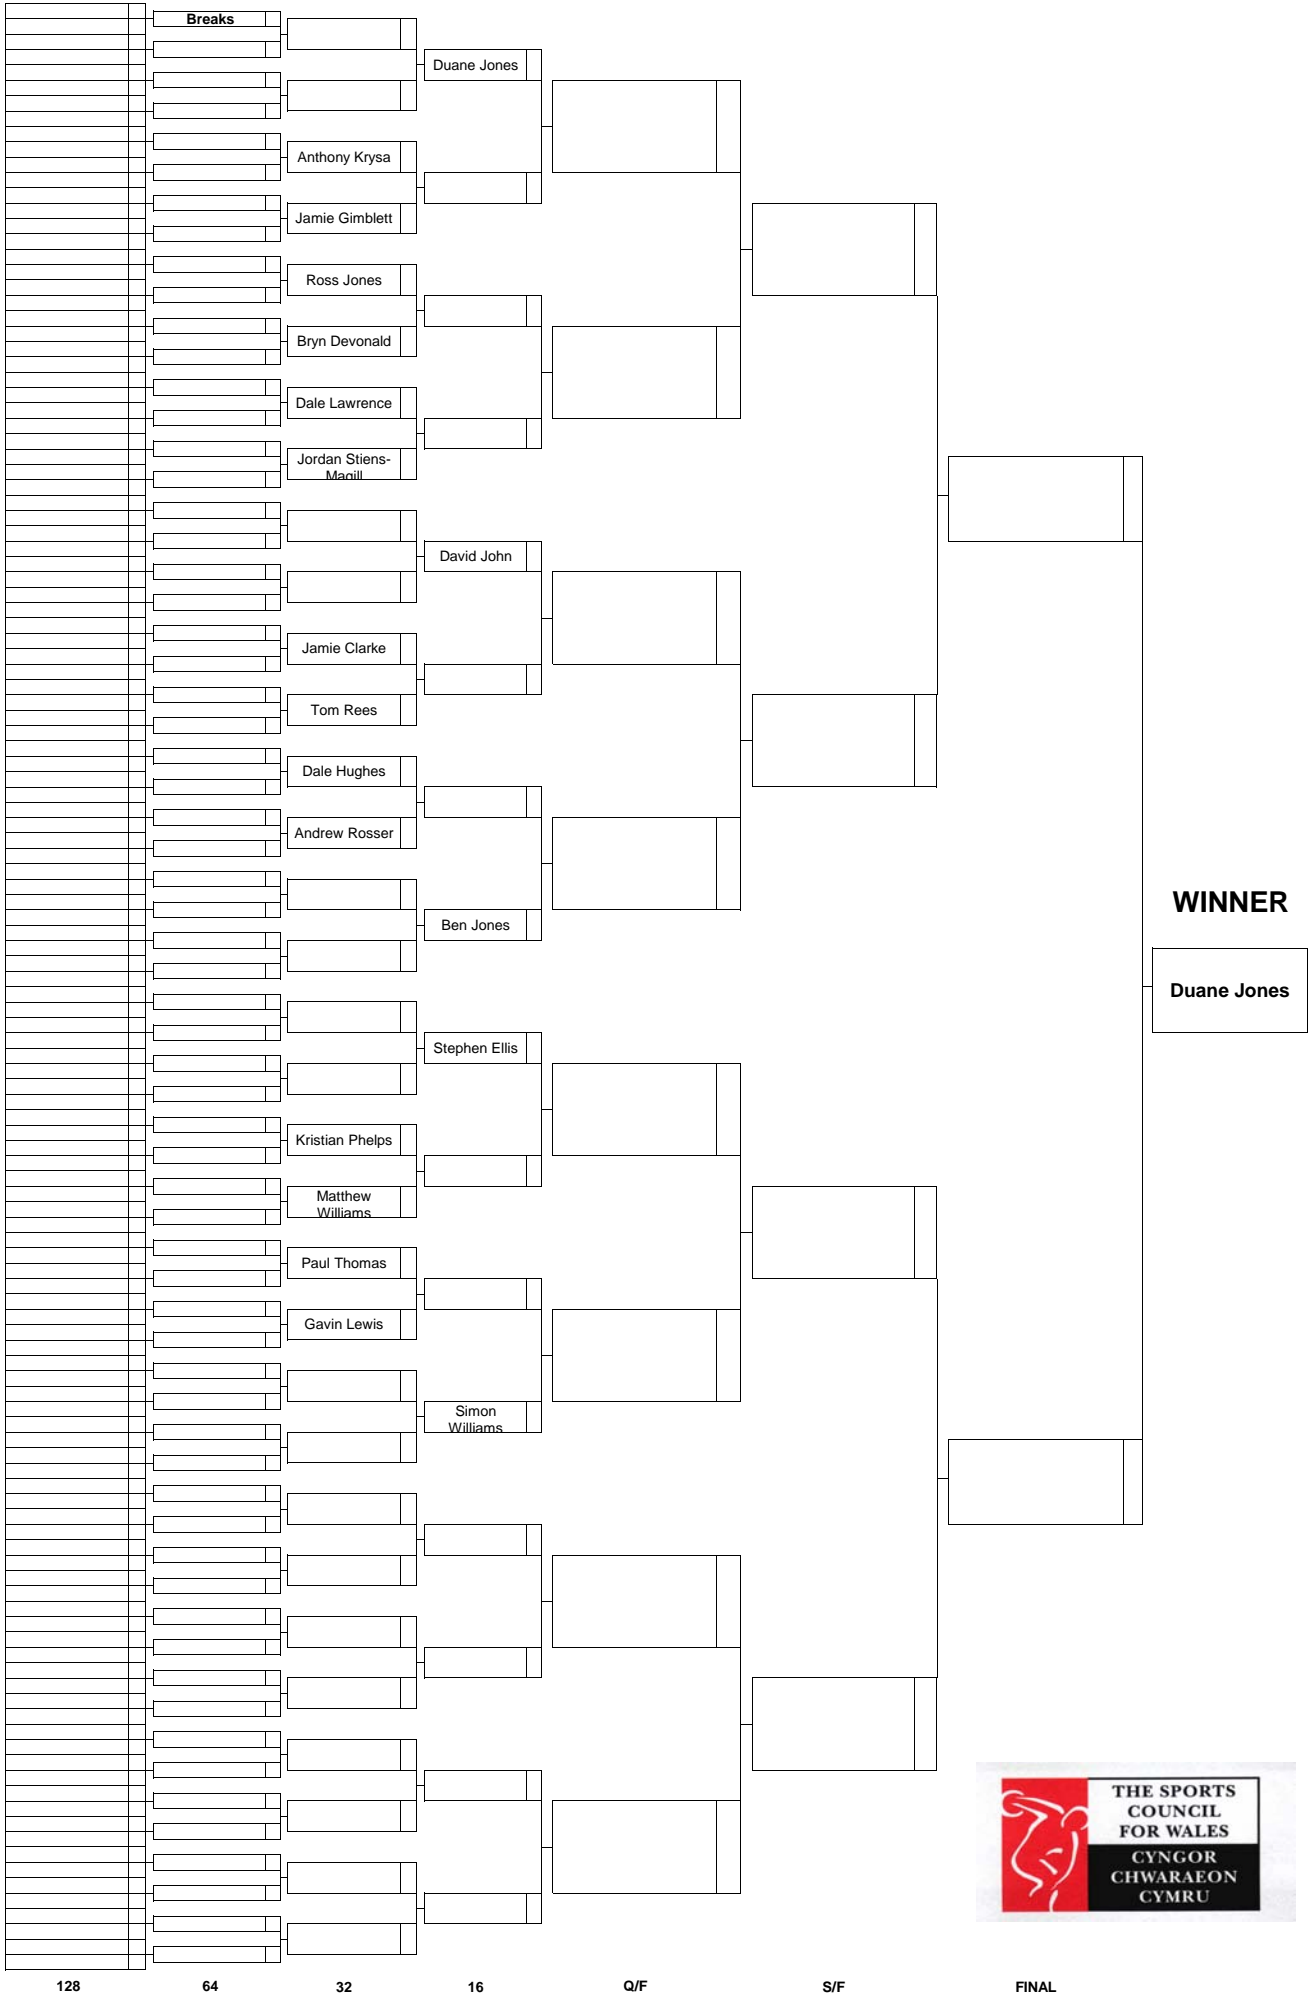 Breaks
Duane Jones
Anthony Krysa
Jamie Gimblett
Ross Jones
Bryn Devonald
Dale Lawrence
Jordan Stiens-
Magill
David John
Jamie Clarke
Tom Rees
Dale Hughes
Andrew Rosser
WINNER
Ben Jones
Duane Jones
Stephen Ellis
Kristian Phelps
Matthew
Williams
Paul Thomas
Gavin Lewis
Simon
Williams
THE SPORTS
COUNCIL
FOR WALES
CYNGOR
CHWARAEON
CYMRU
128 64 32 16 Q/F S/F FINAL